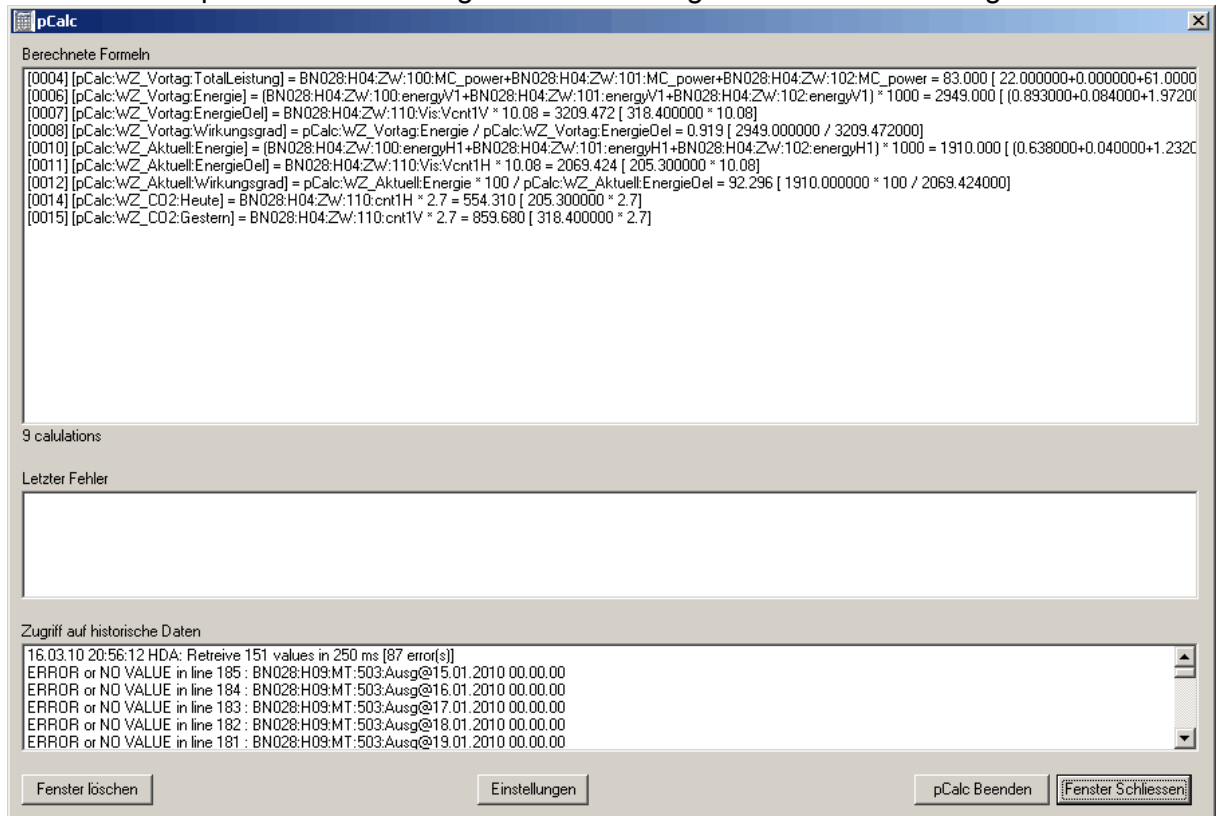 pCalc
Berechnete Formeln
[0004] [pCalc:WZ_Vortag:TotalLeistung] = BN028:H04:ZW:100:MC_power+BN028:H04:ZW:101:MC_power+BN028:H04:ZW:102:MC_power = 83.000 [ 22.000000+0.000000+61.0000
[0006] [pCalc:WZ_Vortag:Energie] = (BN028:H04:ZW:100:energyV1+BN028:H04:ZW:101:energyV1+BN028:H04:ZW:102:energyV1) * 1000 = 2949.000 [ (0.893000+0.084000+1.9720
[0007] [pCalc:WZ_Vortag:EnergieOel] = BN028:H04:ZW:110:Vis:Vcnt1V * 10.08 = 3209.472 [ 318.400000 * 10.08]
[0008] [pCalc:WZ_Vortag:Wirkungsgrad] = pCalc:WZ_Vortag:Energie / pCalc:WZ_Vortag:EnergieOel = 0.919 [ 2949.000000 / 3209.472000]
[0010] [pCalc:WZ_Aktuell:Energie] = (BN028:H04:ZW:100:energyH1+BN028:H04:ZW:101:energyH1+BN028:H04:ZW:102:energyH1) * 1000 = 1910.000 [ (0.638000+0.040000+1.2320
[0011] [pCalc:WZ_Aktuell:EnergieOel] = BN028:H04:ZW:110:Vis:Vcnt1H * 10.08 = 2069.424 [ 205.300000 * 10.08]
[0012] [pCalc:WZ_Aktuell:Wirkungsgrad] = pCalc:WZ_Aktuell:Energie * 100 / pCalc:WZ_Aktuell:EnergieOel = 92.296 [ 1910.000000 * 100 / 2069.424000]
[0014] [pCalc:WZ_CO2:Heute] = BN028:H04:ZW:110:cnt1H * 2.7 = 554.310 [ 205.300000 * 2.7]
[0015] [pCalc:WZ_CO2:Gestern] = BN028:H04:ZW:110:cnt1V * 2.7 = 859.680 [ 318.400000 * 2.7]
9 calulations
Letzter Fehler
Zugriff auf historische Daten
16.03.10 20:56:12 HDA: Retreive 151 values in 250 ms [87 error(s)]
ERROR or NO VALUE in line 185 : BN028:H09:MT:503:Ausg@15.01.2010 00.00.00
ERROR or NO VALUE in line 184 : BN028:H09:MT:503:Ausg@16.01.2010 00.00.00
ERROR or NO VALUE in line 183 : BN028:H09:MT:503:Ausg@17.01.2010 00.00.00
ERROR or NO VALUE in line 182 : BN028:H09:MT:503:Ausg@18.01.2010 00.00.00
ERROR or NO VALUE in line 181 : BN028:H09:MT:503:Ausg@19.01.2010 00.00.00
Fenster löschen
Einstellungen
pCalc Beenden
Fenster Schliessen